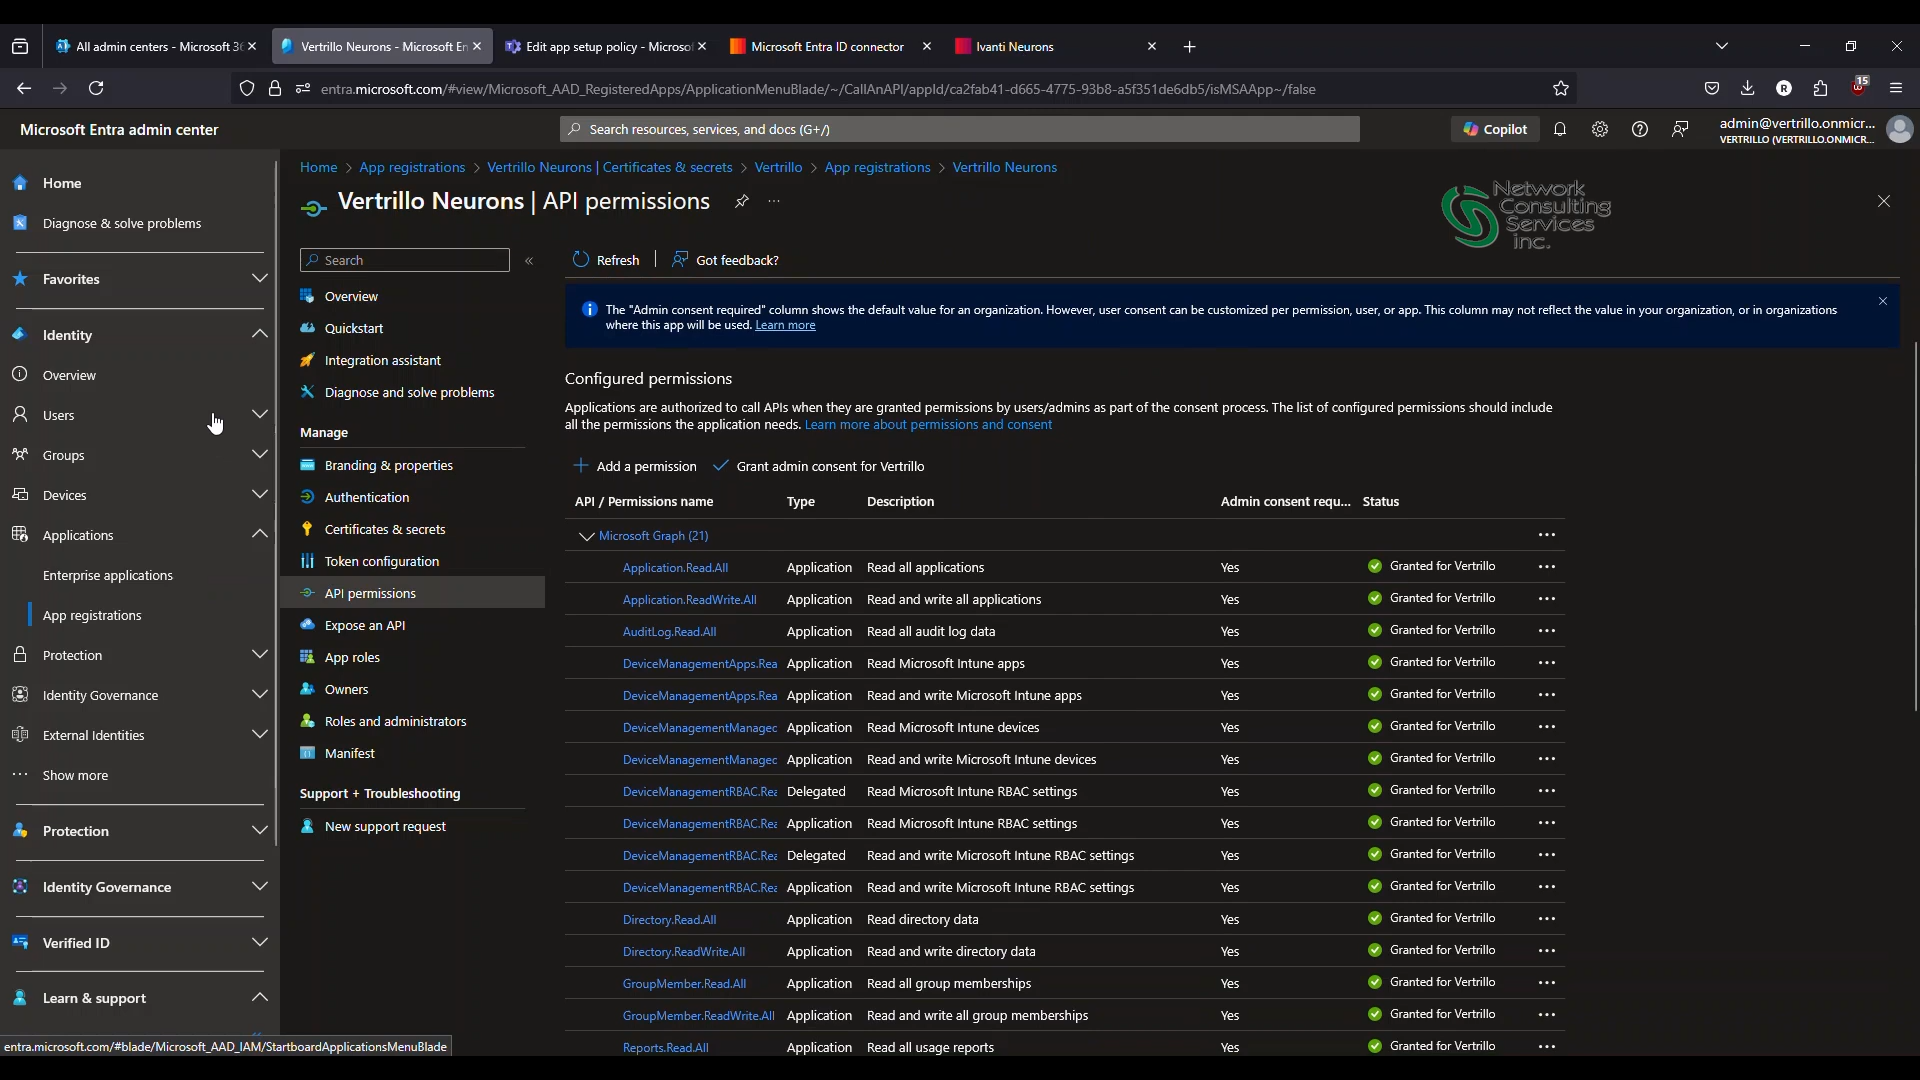 All admin centers - Microsoft 36
Vertrillo Neurons - Microsoft En
Edit app setup policy - Microsof
Microsoft Entra ID connector
Ivanti Neurons
entra.microsoft.com/#view/Microsoft_AAD_RegisteredApps/ApplicationMenuBlade/~/CallAnAPI/appId/ca2fab41-d665-4775-93b8-a5f351de6db5/isMSAApp~/false
R
15
Microsoft Entra admin center
Search resources, services, and docs (G+/)
Copilot
admin@vertrillo.onmicr...
VERTRILLO (VERTRILLO.ONMICR...
Home
Diagnose & solve problems
Favorites
Identity
Overview
Users
Groups
Devices
Applications
Enterprise applications
App registrations
Protection
Identity Governance
External Identities
Show more
Protection
Identity Governance
Verified ID
Learn & support
entra.microsoft.com/#blade/Microsoft_AAD_IAM/StartboardApplicationsMenuBlade
Home > App registrations > Vertrillo Neurons | Certificates & secrets > Vertrillo > App registrations > Vertrillo Neurons
Vertrillo Neurons | API permissions
Network
Consulting
Services
inc.
Search
Overview
Quickstart
Integration assistant
Diagnose and solve problems
Manage
Branding & properties
Authentication
Certificates & secrets
Token configuration
API permissions
Expose an API
App roles
Owners
Roles and administrators
Manifest
Support + Troubleshooting
New support request
Refresh
Got feedback?
The "Admin consent required" column shows the default value for an organization. However, user consent can be customized per permission, user, or app. This column may not reflect the value in your organization, or in organizations
where this app will be used. Learn more
Configured permissions
Applications are authorized to call APIs when they are granted permissions by users/admins as part of the consent process. The list of configured permissions should include
all the permissions the application needs. Learn more about permissions and consent
Add a permission
Grant admin consent for Vertrillo
API / Permissions name Type Description Admin consent requ... Status
Microsoft Graph (21)
Application.Read.All Application Read all applications Yes Granted for Vertrillo
Application.ReadWrite.All Application Read and write all applications Yes Granted for Vertrillo
AuditLog.Read.All Application Read all audit log data Yes Granted for Vertrillo
DeviceManagementApps.Rea Application Read Microsoft Intune apps Yes Granted for Vertrillo
DeviceManagementApps.Rea Application Read and write Microsoft Intune apps Yes Granted for Vertrillo
DeviceManagementManagec Application Read Microsoft Intune devices Yes Granted for Vertrillo
DeviceManagementManagec Application Read and write Microsoft Intune devices Yes Granted for Vertrillo
DeviceManagementRBAC.Rea Delegated Read Microsoft Intune RBAC settings Yes Granted for Vertrillo
DeviceManagementRBAC.Rea Application Read Microsoft Intune RBAC settings Yes Granted for Vertrillo
DeviceManagementRBAC.Rea Delegated Read and write Microsoft Intune RBAC settings Yes Granted for Vertrillo
DeviceManagementRBAC.Rea Application Read and write Microsoft Intune RBAC settings Yes Granted for Vertrillo
Directory.Read.All Application Read directory data Yes Granted for Vertrillo
Directory.ReadWrite.All Application Read and write directory data Yes Granted for Vertrillo
GroupMember.Read.All Application Read all group memberships Yes Granted for Vertrillo
GroupMember.ReadWrite.All Application Read and write all group memberships Yes Granted for Vertrillo
Reports.Read.All Application Read all usage reports Yes Granted for Vertrillo